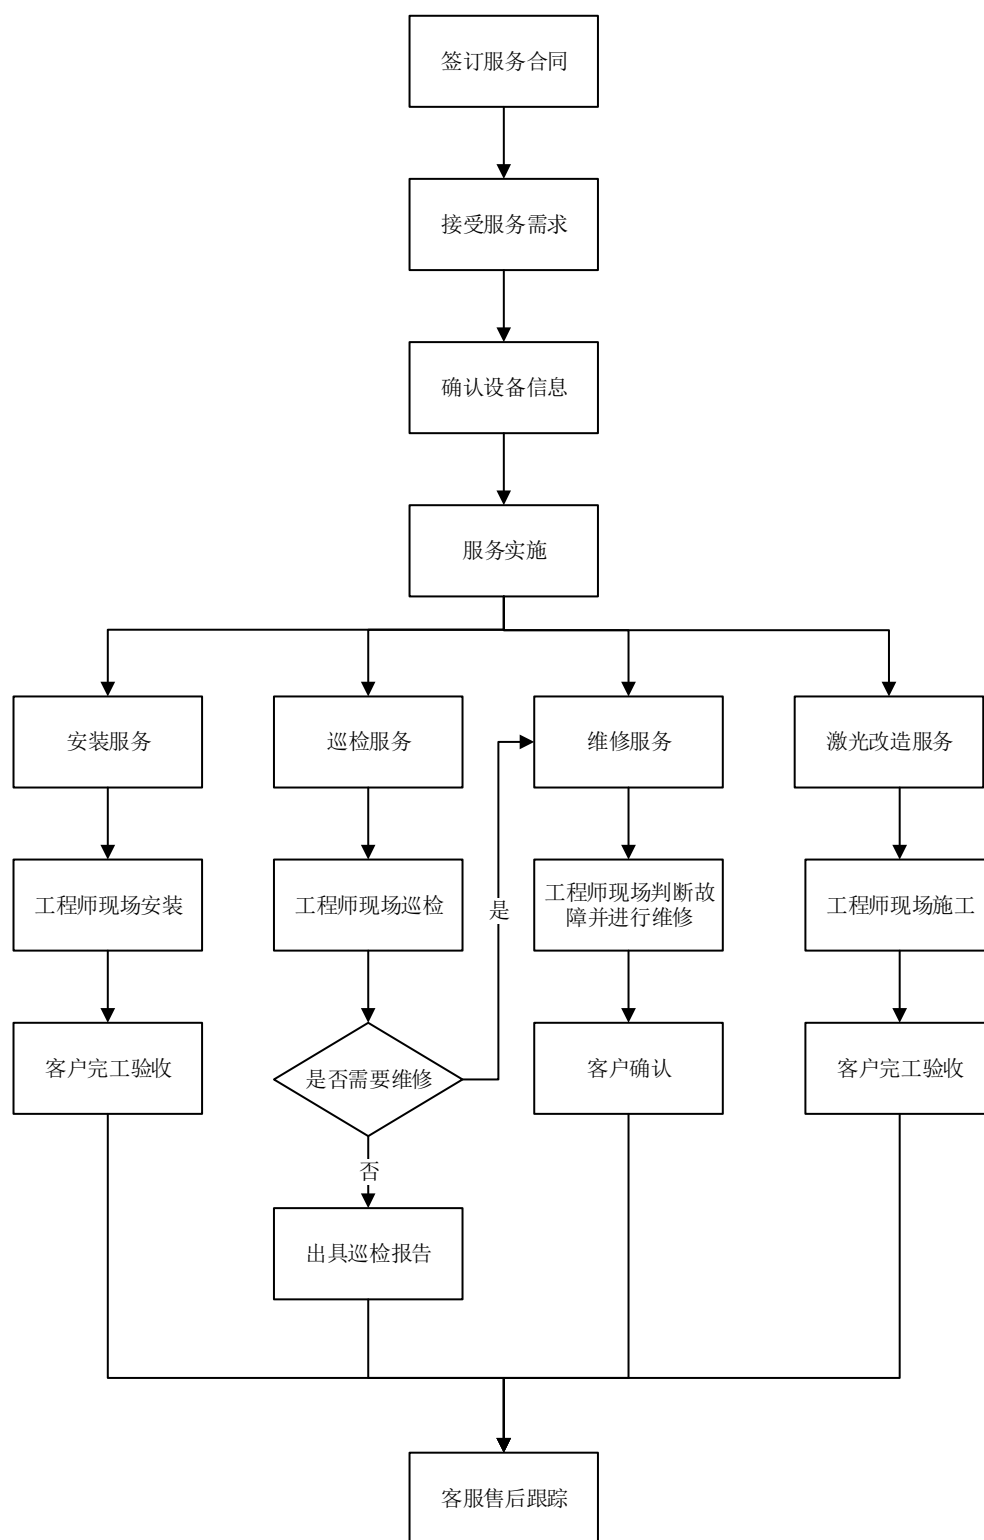 签订服务合同
接受服务需求
确认设备信息
服务实施
安装服务
巡检服务
维修服务
激光改造服务
工程师现场安装
工程师现场巡检
是
工程师现场判断故
障并进行维修
工程师现场施工
客户完工验收
是否需要维修
客户确认
客户完工验收
否
出具巡检报告
客服售后跟踪